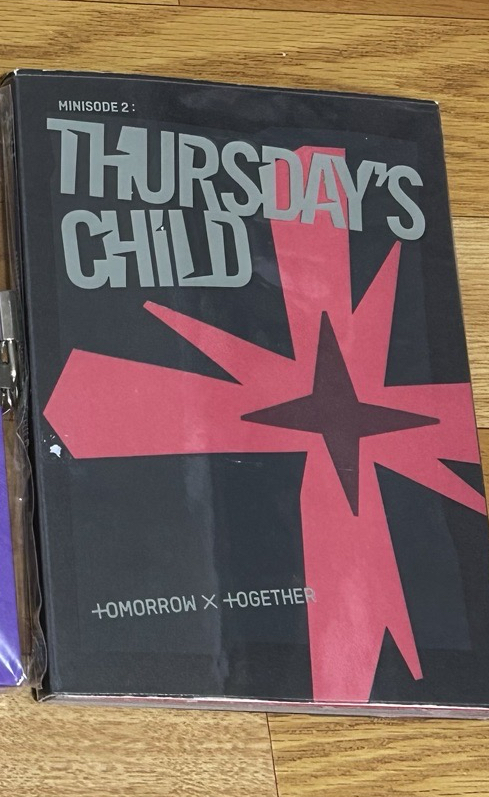 MINISODE 2:
THURSDAY'S
CHILD
TOMORROW X TOGETHER